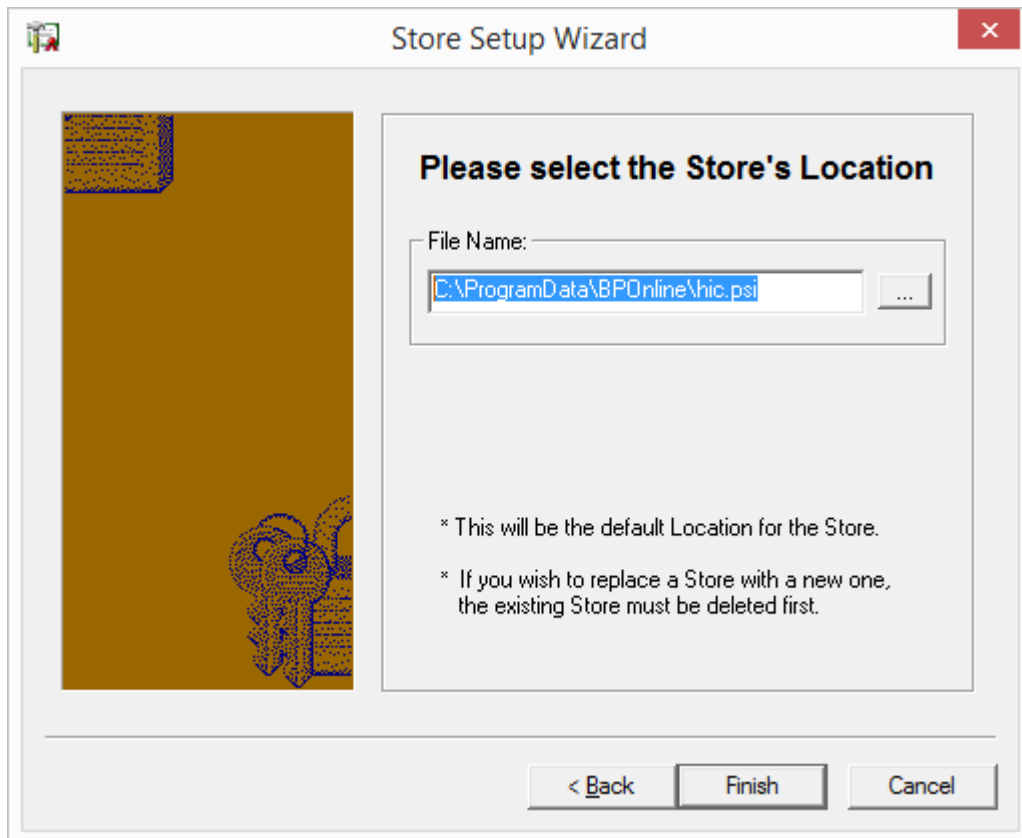 Store Setup Wizard
Please select the Store's Location
File Name:
C:\ProgramData\BPOnline\hic.psi
...
* This will be the default Location for the Store.
* If you wish to replace a Store with a new one,
the existing Store must be deleted first.
< Back
Finish
Cancel